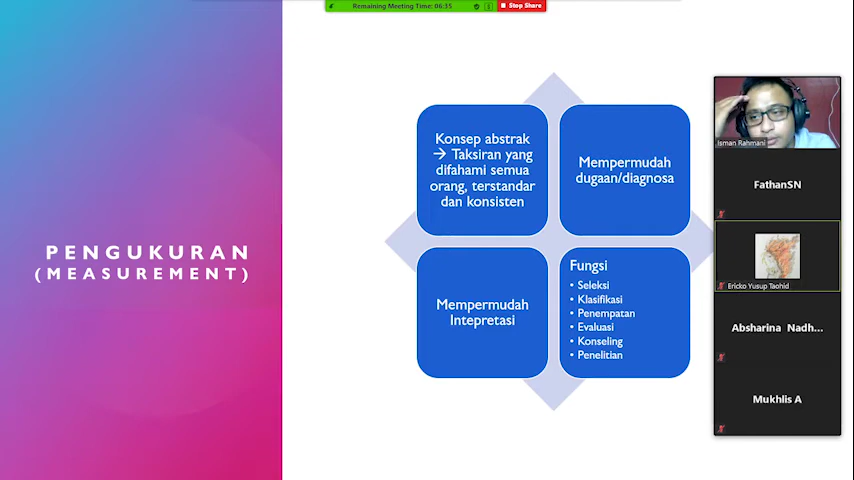 Remaining Meeting Time: 06:35
Stop Share
PENGUKURAN
(MEASUREMENT)
Konsep abstrak
→ Taksiran yang
difahami semua
orang, terstandar
dan konsisten
Mempermudah
dugaan/diagnosa
Mempermudah
Intepretasi
Fungsi
• Seleksi
• Klasifikasi
• Penempatan
• Evaluasi
• Konseling
• Penelitian
Isman Rahmani
FathanSN
Ericko Yusup Taohid
Absharina Nadh...
Mukhlis A